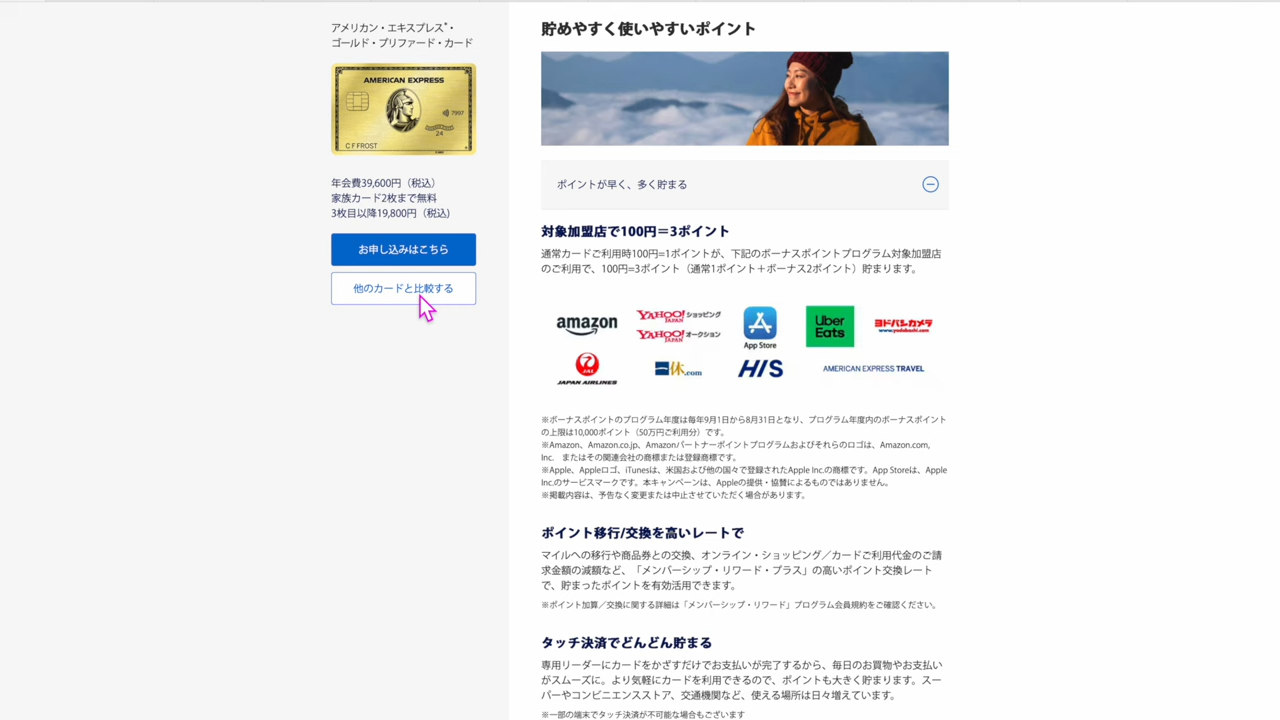 アメリカン・エキスプレス®・
ゴールド・プリファード・カード
AMERICAN EXPRESS
7997
24
C F FROST
年会費39,600円（税込）
家族カード2枚まで無料
3枚目以降19,800円（税込）
お申し込みはこちら
他のカードと比較する
貯めやすく使いやすいポイント
ポイントが早く、多く貯まる
対象加盟店で100円＝3ポイント
通常カードご利用時100円=1ポイントが、下記のボーナスポイントプログラム対象加盟店
のご利用で、100円=3ポイント（通常1ポイント＋ボーナス2ポイント）貯まります。
amazon
YAHOO! JAPAN ショッピング
YAHOO! JAPAN オークション
App Store
Uber Eats
ヨドバシカメラ
www.yodobashi.com
JAL
JAPAN AIRLINES
一休.com
HIS
AMERICAN EXPRESS TRAVEL
※ボーナスポイントのプログラム年度は毎年9月1日から8月31日となり、プログラム年度内のボーナスポイント
の上限は10,000ポイント（50万円ご利用分）です。
※Amazon、Amazon.co.jp、Amazonパートナーポイントプログラムおよびそれらのロゴは、Amazon.com,
Inc. またはその関連会社の商標または登録商標です。
※Apple、Appleロゴ、iTunesは、米国および他の国々で登録されたApple Inc.の商標です。App Storeは、Apple
Inc.のサービスマークです。本キャンペーンは、Appleの提供・協賛によるものではありません。
※掲載内容は、予告なく変更または中止させていただく場合があります。
ポイント移行/交換を高いレートで
マイルへの移行や商品券との交換、オンライン・ショッピング／カードご利用代金のご請
求金額の減額など、「メンバーシップ・リワード・プラス」の高いポイント交換レート
で、貯まったポイントを有効活用できます。
※ポイント加算／交換に関する詳細は「メンバーシップ・リワード」プログラム会員規約をご確認ください。
タッチ決済でどんどん貯まる
専用リーダーにカードをかざすだけでお支払いが完了するから、毎日のお買物やお支払い
がスムーズに。より気軽にカードを利用できるので、ポイントも大きく貯まります。スー
パーやコンビニエンスストア、交通機関など、使える場所は日々増えています。
※一部の端末でタッチ決済が不可能な場合もございます